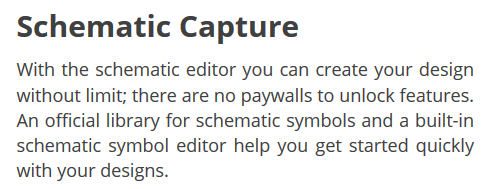 Schematic Capture
With the schematic editor you can create your design
without limit; there are no paywalls to unlock features.
An official library for schematic symbols and a built-in
schematic symbol editor help you get started quickly
with your designs.